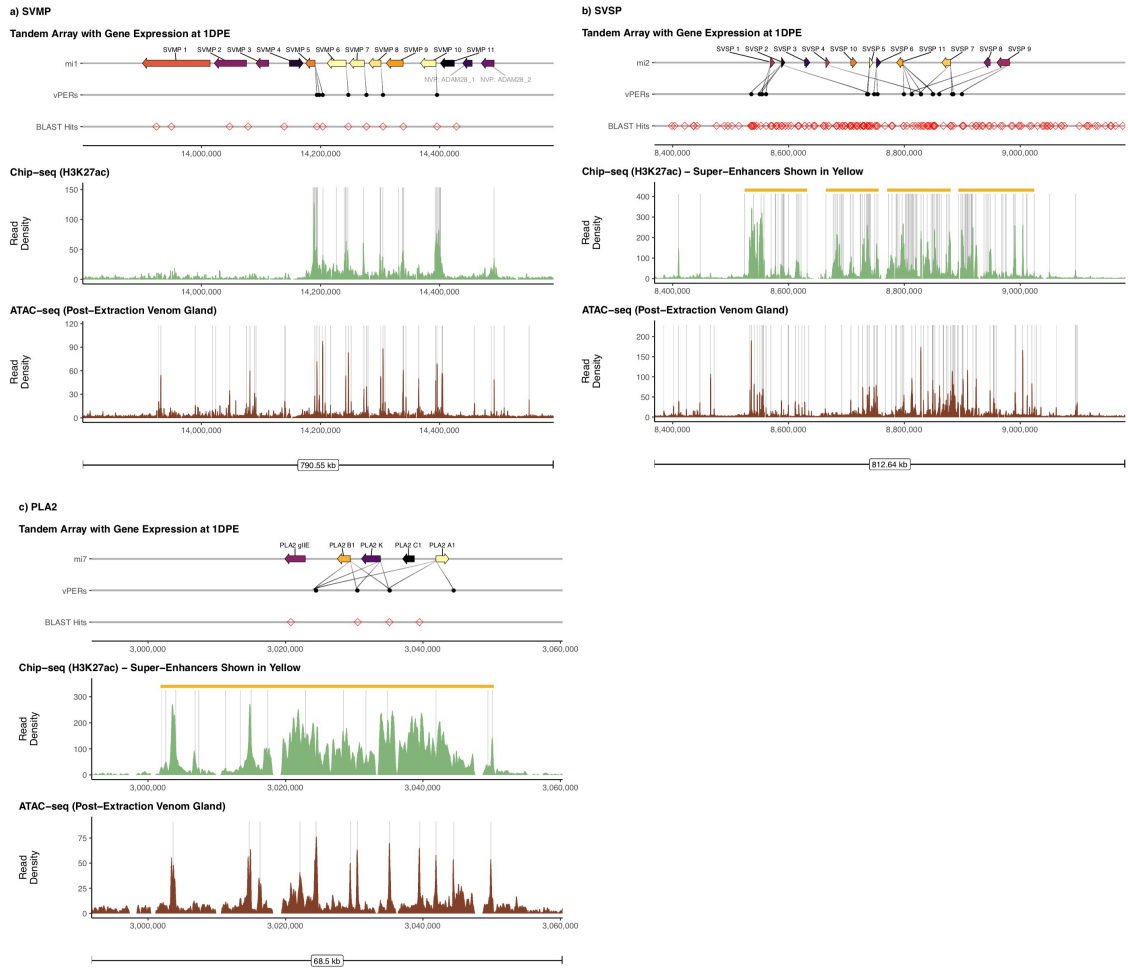 a) SVMP
Tandem Array with Gene Expression at 1DPE
SVMP 1 SVMP 2 SVMP 3 SVMP 4 SVMP 5 SVMP 6 SVMP 7 SVMP 8 SVMP 9 SVMP 10 SVMP 11
mi1
NVP: ADAM28_1 NVP: ADAM28_2
vPERs
BLAST Hits
14,000,000 14,200,000 14,400,000
Chip−seq (H3K27ac)
Read Density
150
100
50
0
14,000,000 14,200,000 14,400,000
ATAC−seq (Post−Extraction Venom Gland)
Read Density
120
90
60
30
0
14,000,000 14,200,000 14,400,000
790.55 kb
b) SVSP
Tandem Array with Gene Expression at 1DPE
SVSP 1 SVSP 2 SVSP 3 SVSP 4 SVSP 10 SVSP 5 SVSP 6 SVSP 11 SVSP 7 SVSP 8 SVSP 9
mi2
vPERs
BLAST Hits
8,400,000 8,600,000 8,800,000 9,000,000
Chip−seq (H3K27ac) − Super−Enhancers Shown in Yellow
Read Density
400
300
200
100
0
8,400,000 8,600,000 8,800,000 9,000,000
ATAC−seq (Post−Extraction Venom Gland)
Read Density
200
150
100
50
0
8,400,000 8,600,000 8,800,000 9,000,000
812.64 kb
c) PLA2
Tandem Array with Gene Expression at 1DPE
PLA2 gIIE PLA2 B1 PLA2 K PLA2 C1 PLA2 A1
mi7
vPERs
BLAST Hits
3,000,000 3,020,000 3,040,000 3,060,000
Chip−seq (H3K27ac) − Super−Enhancers Shown in Yellow
Read Density
300
200
100
0
3,000,000 3,020,000 3,040,000 3,060,000
ATAC−seq (Post−Extraction Venom Gland)
Read Density
75
50
25
0
3,000,000 3,020,000 3,040,000 3,060,000
68.5 kb